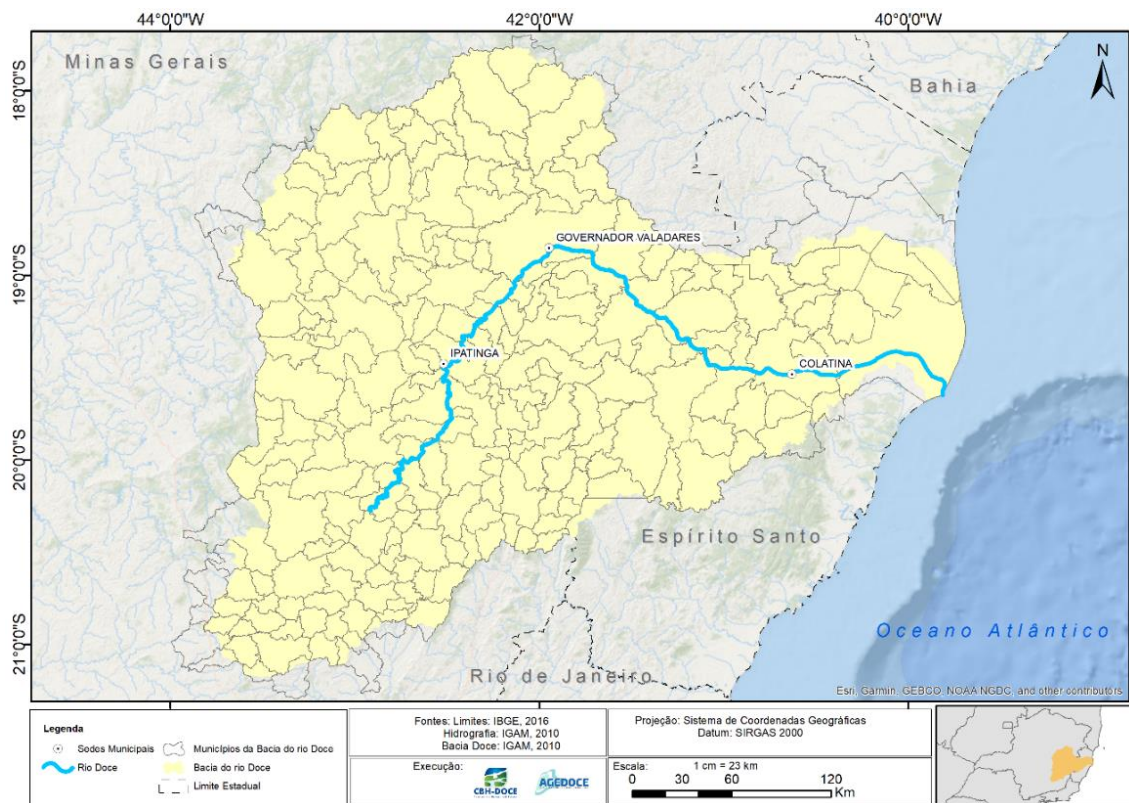 44°0'0"W
42°0'0"W
40°0'0"W
18°0'0"S
19°0'0"S
20°0'0"S
21°0'0"S
Minas Gerais
Bahia
N
GOVERNADOR VALADARES
IPATINGA
COLATINA
Espírito Santo
Oceano Atlântico
Rio de Janeiro
Esri, Garmin, GEBCO, NOAA NGDC, and other contributors
Legenda
Sedes Municipais
Municípios da Bacia do rio Doce
Rio Doce
Bacia do rio Doce
Limite Estadual
Fontes: Limites: IBGE, 2016
Hidrografia: IGAM, 2010
Bacia Doce: IGAM, 2010
Execução:
CBH-DOCE
AGEDOCE
Projeção: Sistema de Coordenadas Geográficas
Datum: SIRGAS 2000
Escala: 1 cm = 23 km
0 30 60 120
Km